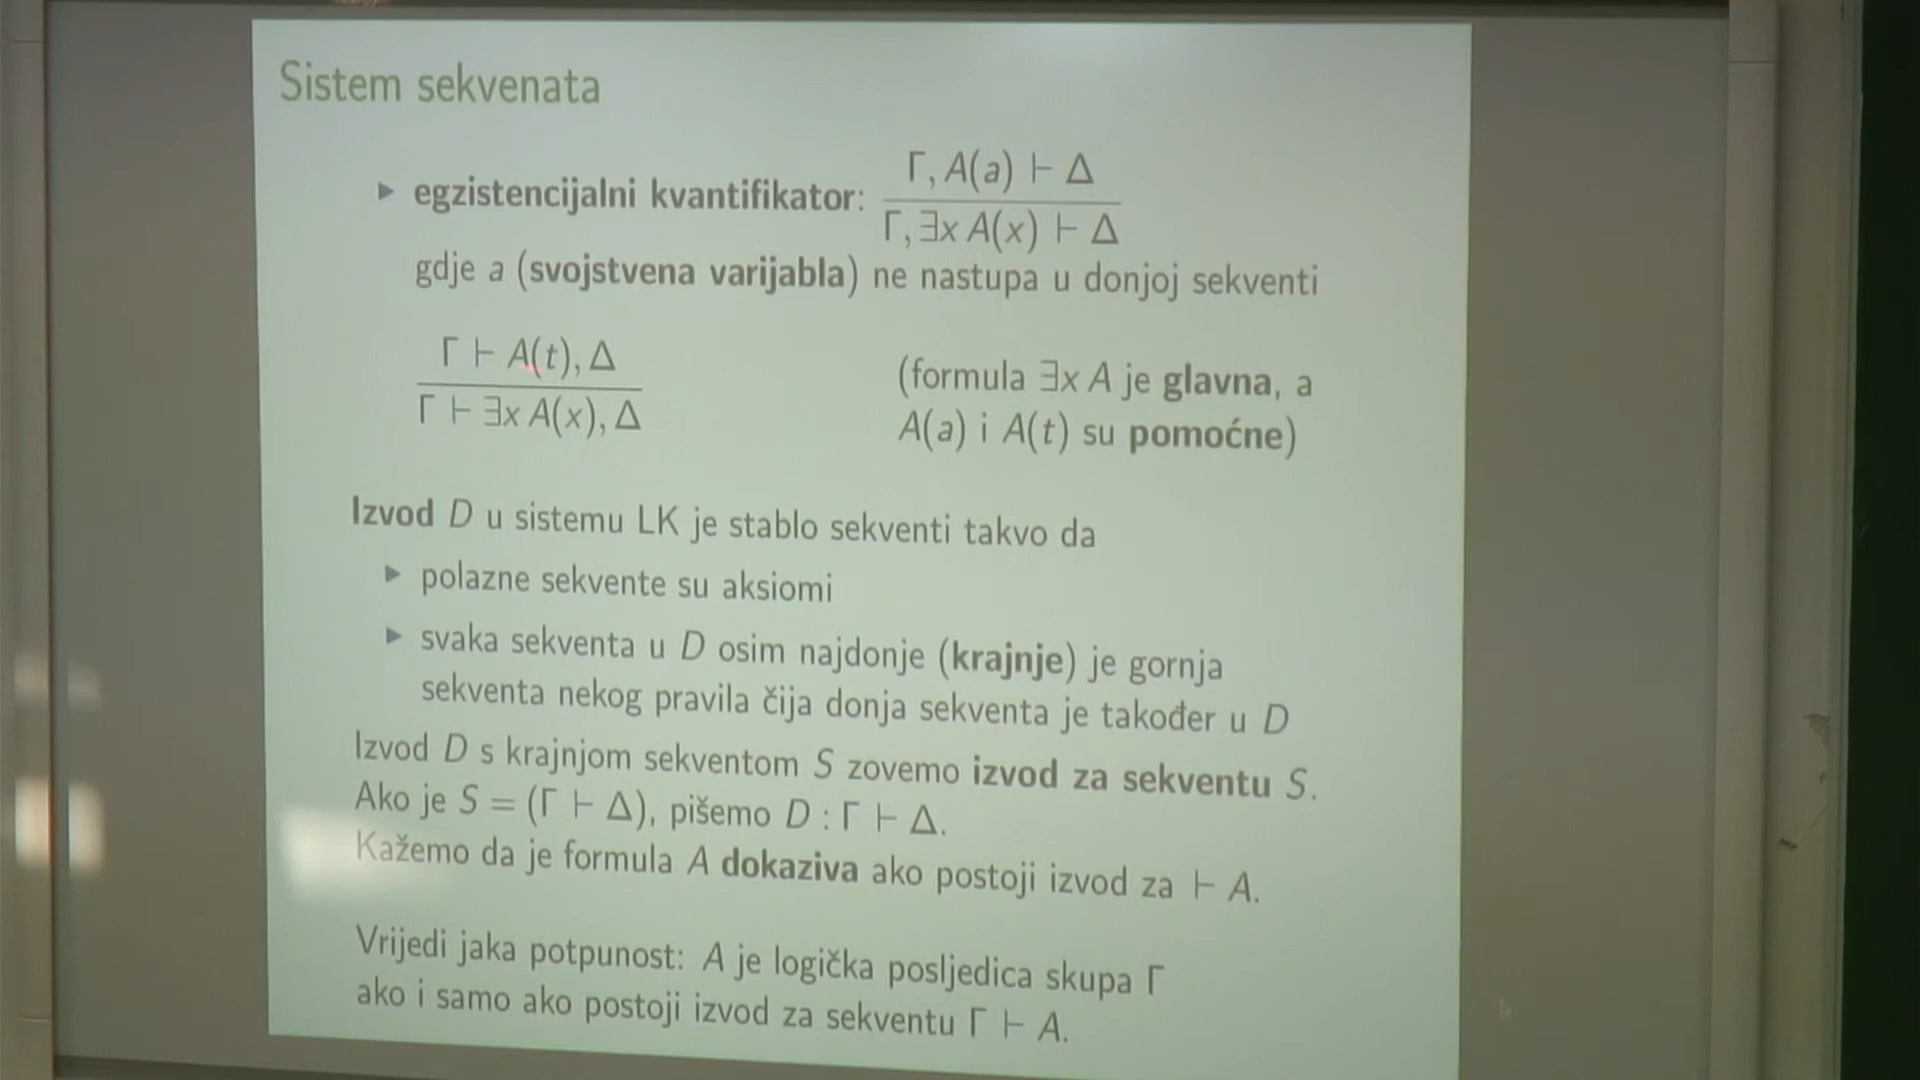 Sistem sekvenata
▶ egzistencijalni kvantifikator: Γ, A(a) ⊢ Δ
Γ, ∃x A(x) ⊢ Δ
gdje a (svojstvena varijabla) ne nastupa u donjoj sekventi
Γ ⊢ A(t), Δ
Γ ⊢ ∃x A(x), Δ
(formula ∃x A je glavna, a
A(a) i A(t) su pomoćne)
Izvod D u sistemu LK je stablo sekventi takvo da
▶ polazne sekvente su aksiomi
▶ svaka sekventa u D osim najdonje (krajnje) je gornja
sekventa nekog pravila čija donja sekventa je također u D
Izvod D s krajnjom sekventom S zovemo izvod za sekventu S.
Ako je S = (Γ ⊢ Δ), pišemo D : Γ ⊢ Δ.
Kažemo da je formula A dokaziva ako postoji izvod za ⊢ A.
Vrijedi jaka potpunost: A je logička posljedica skupa Γ
ako i samo ako postoji izvod za sekventu Γ ⊢ A.